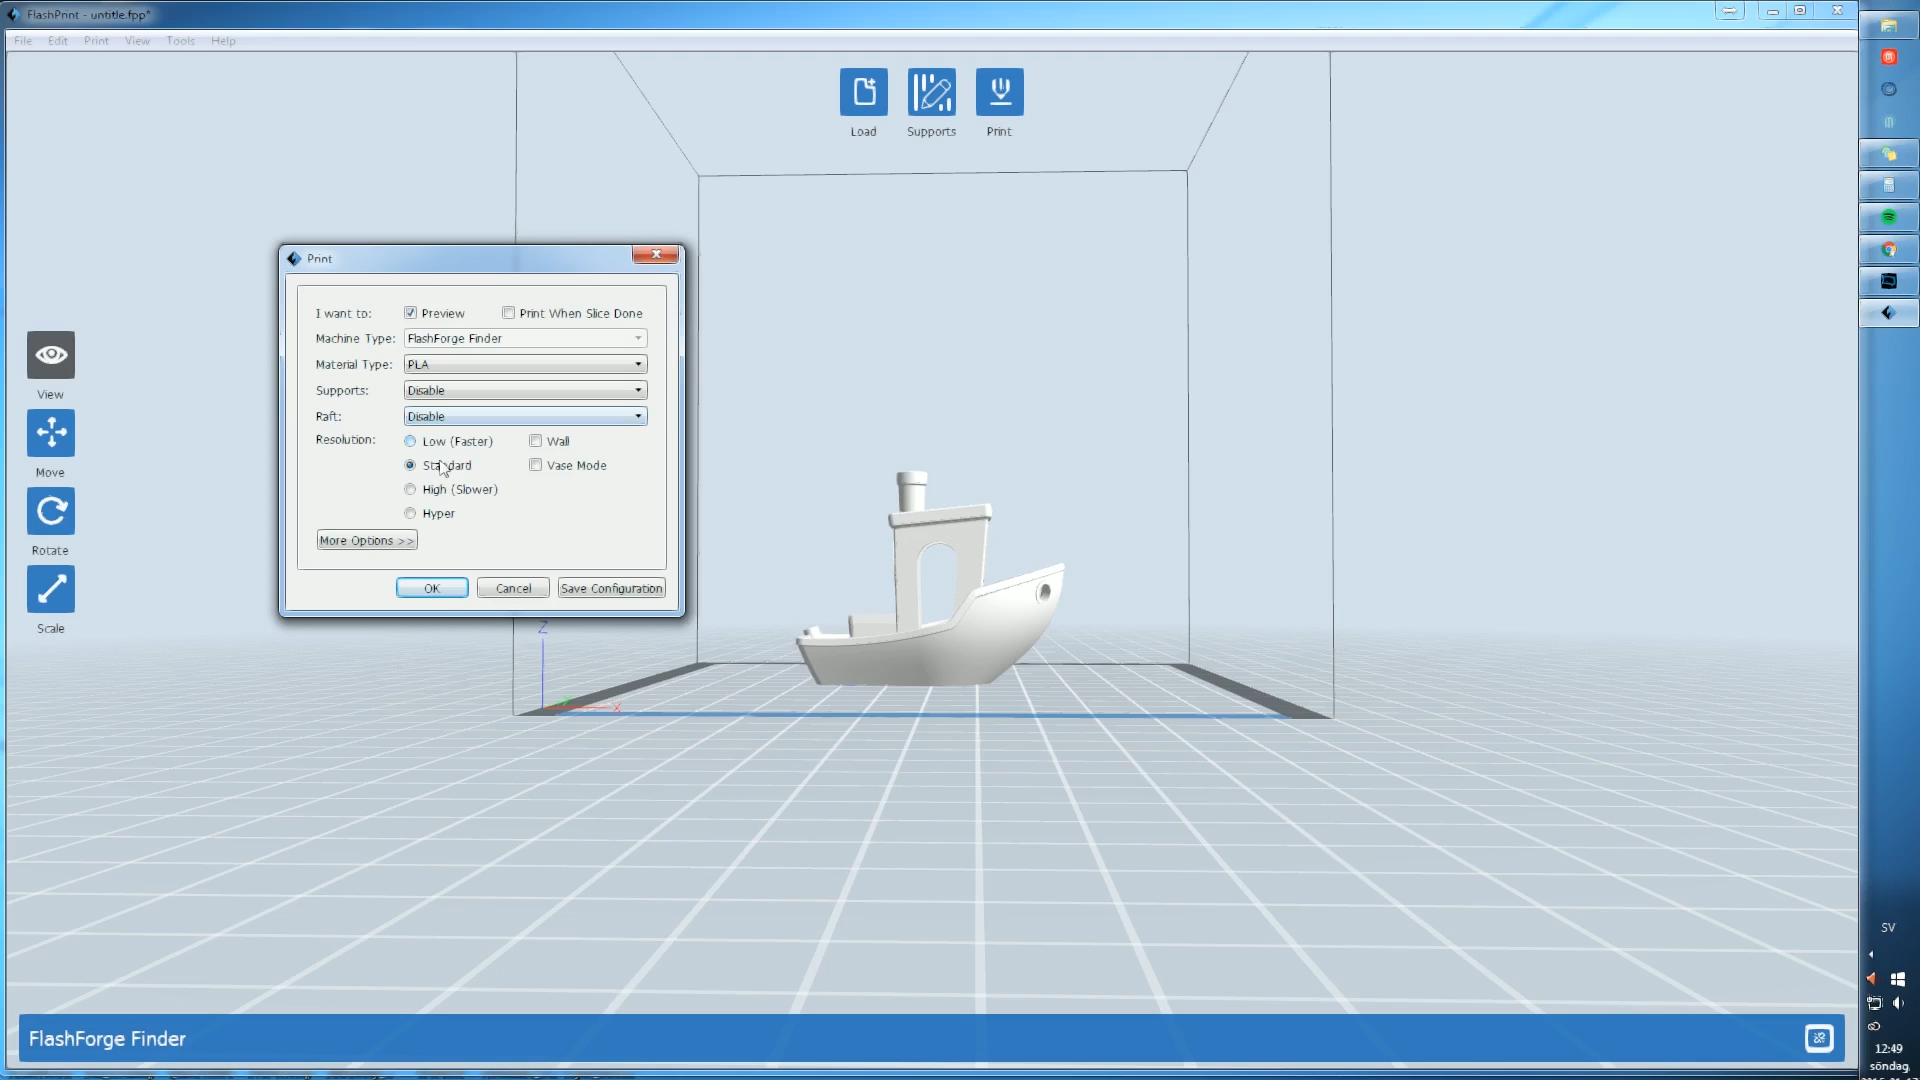 FlashPrint - untitle.fpp*
File Edit Print View Tools Help
Load Supports Print
Print
I want to: Preview Print When Slice Done
Machine Type: FlashForge Finder
Material Type: PLA
Supports: Disable
Raft: Disable
Resolution: Low (Faster) Wall
Standard Vase Mode
High (Slower)
Hyper
More Options >>
OK Cancel Save Configuration
View
Move
Rotate
Scale
Z
X
FlashForge Finder
SV
12:49
söndag